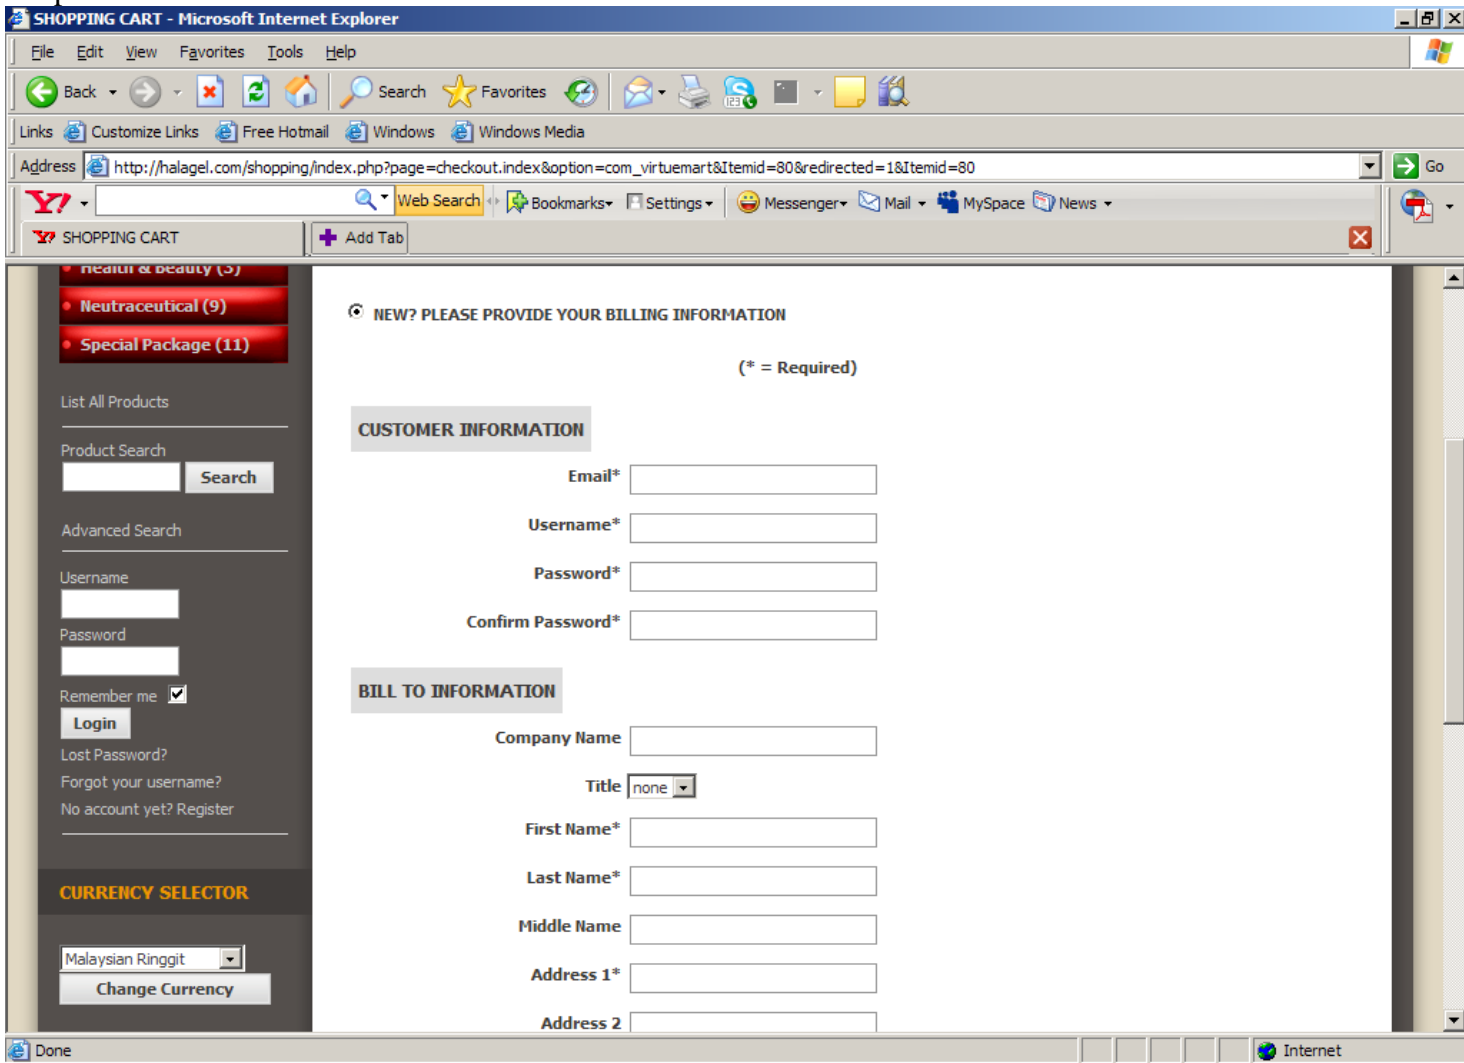 SHOPPING CART - Microsoft Internet Explorer
File Edit View Favorites Tools Help
Back Search Favorites
Links Customize Links Free Hotmail Windows Windows Media
Address http://halagel.com/shopping/index.php?page=checkout.index&option=com_virtuemart&Itemid=80&redirected=1&Itemid=80 Go
Y! Web Search Bookmarks Settings Messenger Mail MySpace News
Y? SHOPPING CART Add Tab
Health & Beauty (3)
Neutraceutical (9)
Special Package (11)
List All Products
Product Search
Search
Advanced Search
Username
Password
Remember me
Login
Lost Password?
Forgot your username?
No account yet? Register
CURRENCY SELECTOR
Malaysian Ringgit
Change Currency
NEW? PLEASE PROVIDE YOUR BILLING INFORMATION
(* = Required)
CUSTOMER INFORMATION
Email*
Username*
Password*
Confirm Password*
BILL TO INFORMATION
Company Name
Title none
First Name*
Last Name*
Middle Name
Address 1*
Address 2
Done Internet